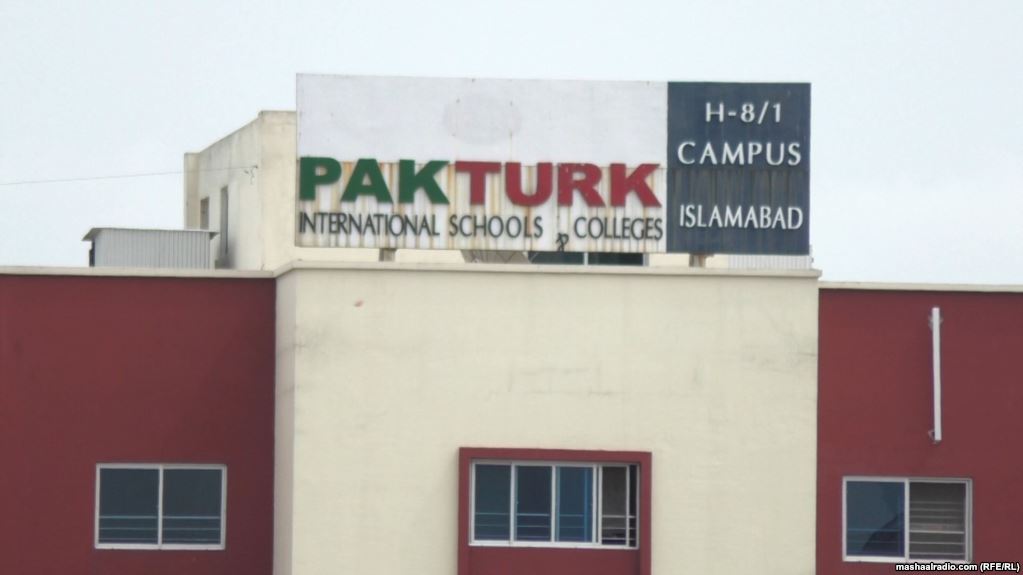 PAKTURK
INTERNATIONAL SCHOOLS & COLLEGES
H-8/1
CAMPUS
ISLAMABAD
mashaalradio.com (RFE/RL)